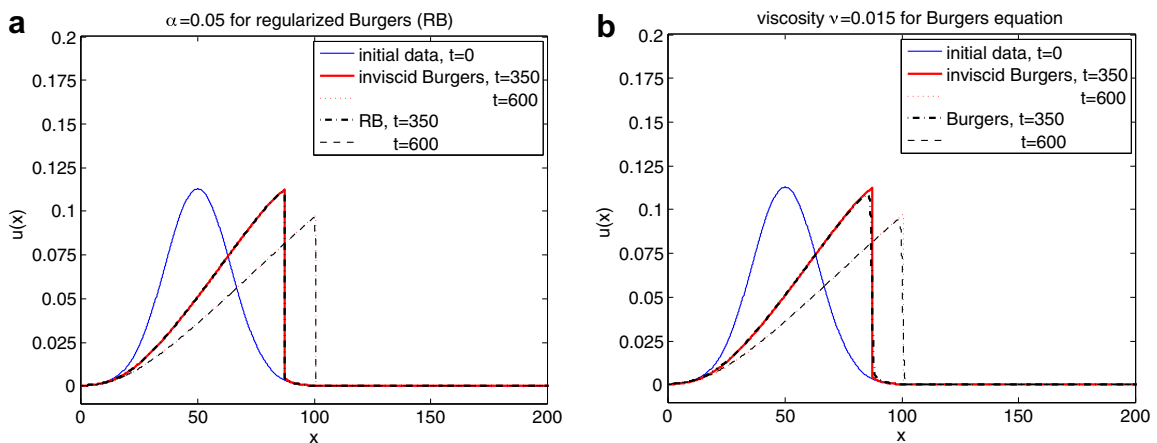 a
α=0.05 for regularized Burgers (RB)
0.2
0.175
0.15
0.125
0.1
0.075
0.05
0.025
0
u(x)
initial data, t=0
inviscid Burgers, t=350
t=600
RB, t=350
t=600
0 50 100 150 200
x
b
viscosity ν=0.015 for Burgers equation
0.2
0.175
0.15
0.125
0.1
0.075
0.05
0.025
0
u(x)
initial data, t=0
inviscid Burgers, t=350
t=600
Burgers, t=350
t=600
0 50 100 150 200
x